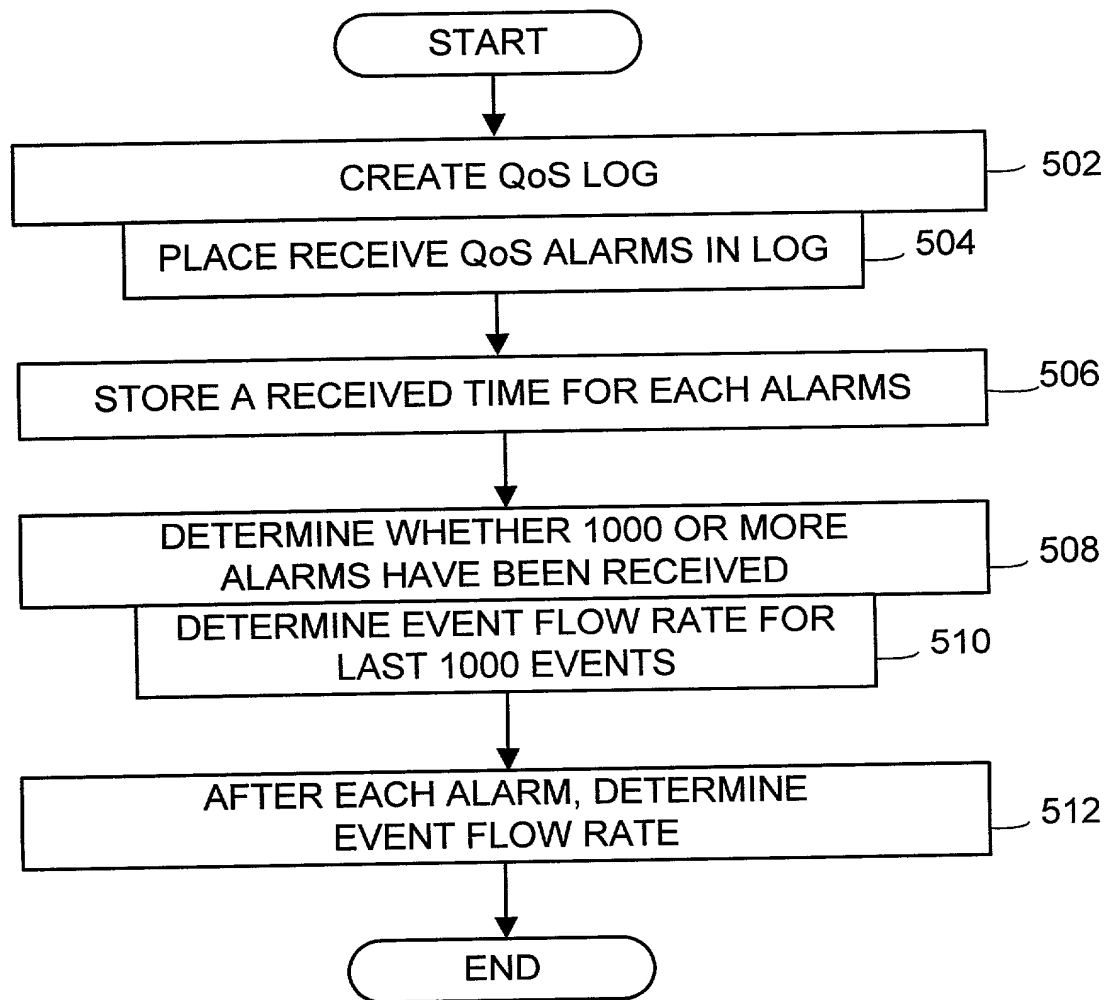 START
CREATE QoS LOG
502
PLACE RECEIVE QoS ALARMS IN LOG
504
STORE A RECEIVED TIME FOR EACH ALARMS
506
DETERMINE WHETHER 1000 OR MORE
ALARMS HAVE BEEN RECEIVED
508
DETERMINE EVENT FLOW RATE FOR
LAST 1000 EVENTS
510
AFTER EACH ALARM, DETERMINE
EVENT FLOW RATE
512
END